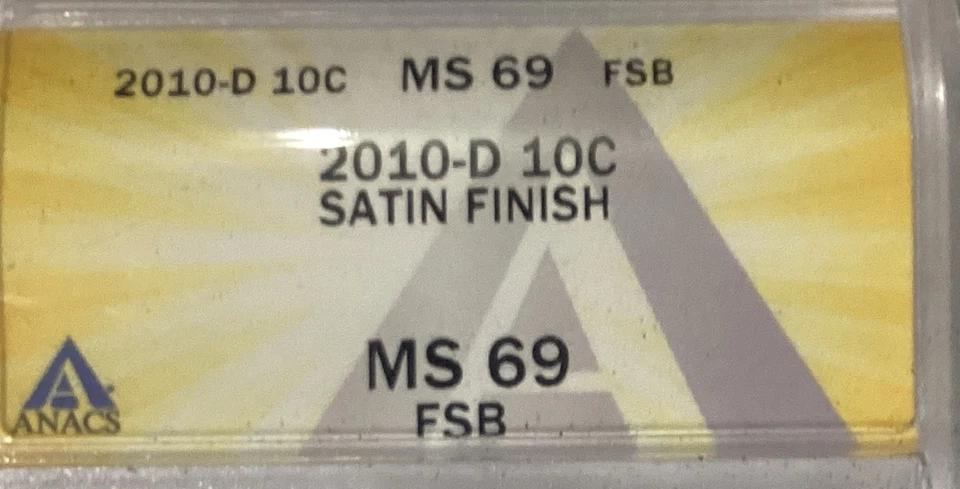 2010-D 10C MS 69 FSB
2010-D 10C
SATIN FINISH
MS 69
FSB
ANACS